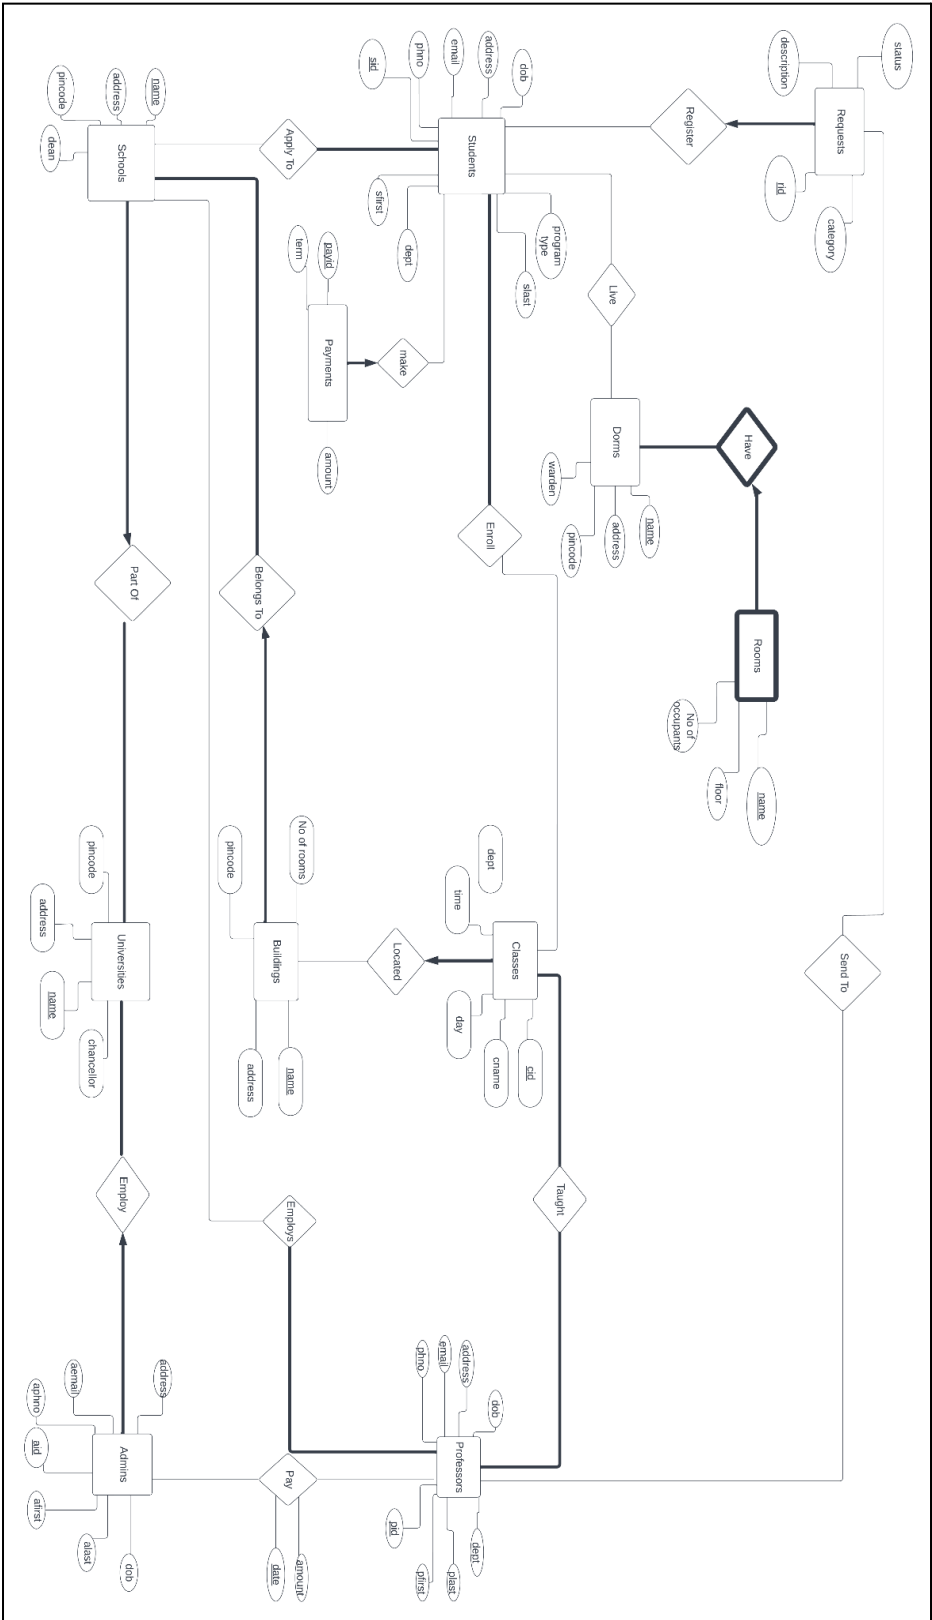 status
description
Requests
rid
category
Send To
Register
Have
Rooms
No of
occupants
floor
name
Live
Dorms
name
address
pincode
warden
dob
address
email
phno
sid
Students
program
type
slast
dept
sfirst
Enroll
dept
time
Classes
cid
cname
day
Taught
dob
address
email
phno
Professors
dept
plast
pfirst
pid
make
payid
term
Payments
amount
Located
Apply To
Belongs To
No of rooms
pincode
Buildings
name
address
Employs
Pay
amount
date
name
address
pincode
Schools
dean
Part Of
pincode
address
Universities
name
chancellor
Employ
address
aemail
aphno
Admins
aid
afirst
alast
dob